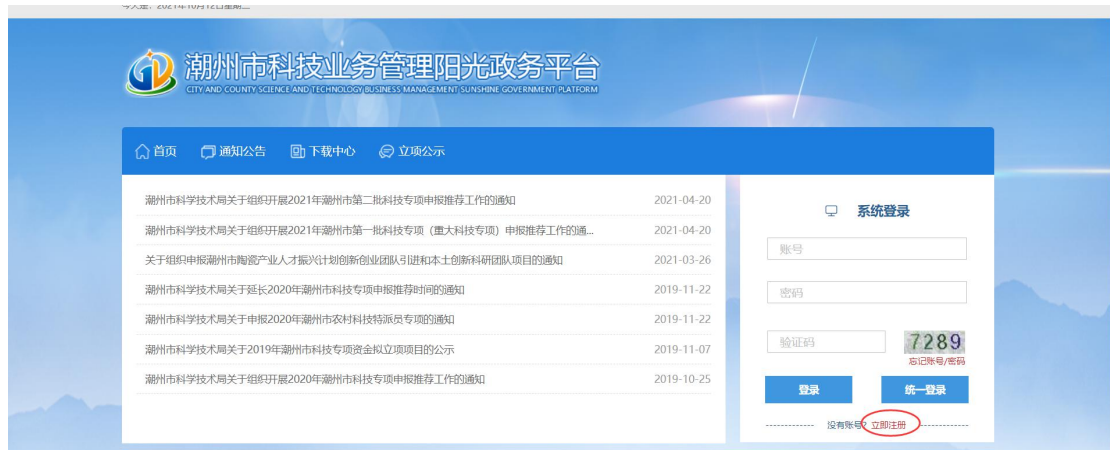 今天是：2021年10月12日星期二
潮州市科技业务管理阳光政务平台
CITY AND COUNTY SCIENCE AND TECHNOLOGY BUSINESS MANAGEMENT SUNSHINE GOVERNMENT PLATFORM
首页 通知公告 下载中心 立项公示
潮州市科学技术局关于组织开展2021年潮州市第二批科技专项申报推荐工作的通知 2021-04-20
潮州市科学技术局关于组织开展2021年潮州市第一批科技专项（重大科技专项）申报推荐工作的通... 2021-04-20
关于组织申报潮州市陶瓷产业人才振兴计划创新创业团队引进和本土创新科研团队项目的通知 2021-03-26
潮州市科学技术局关于延长2020年潮州市科技专项申报推荐时间的通知 2019-11-22
潮州市科学技术局关于申报2020年潮州市农村科技特派员专项的通知 2019-11-22
潮州市科学技术局关于2019年潮州市科技专项资金拟立项项目的公示 2019-11-07
潮州市科学技术局关于组织开展2020年潮州市科技专项申报推荐工作的通知 2019-10-25
系统登录
账号
密码
验证码 7289
忘记账号/密码
登录 统一登录
没有账号？立即注册